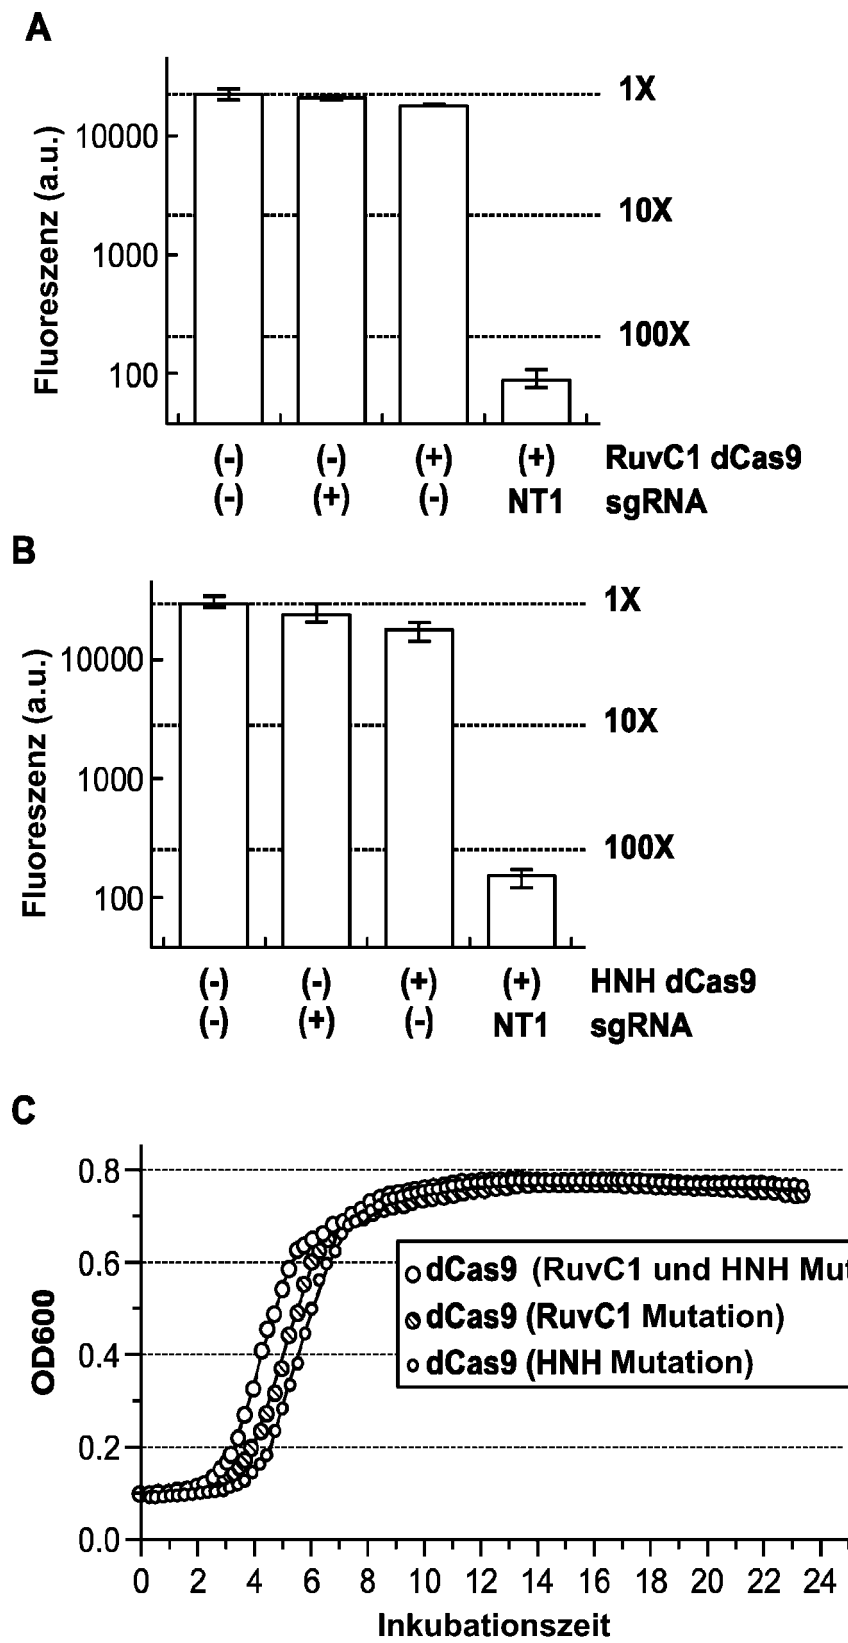 A
Fluoreszenz (a.u.)
10000
1000
100
1X
10X
100X
(-) (-) (+) (+) RuvC1 dCas9
(-) (+) (-) NT1 sgRNA
B
Fluoreszenz (a.u.)
10000
1000
100
1X
10X
100X
(-) (-) (+) (+) HNH dCas9
(-) (+) (-) NT1 sgRNA
C
OD600
0.8
0.6
0.4
0.2
0.0
dCas9 (RuvC1 und HNH Mut
dCas9 (RuvC1 Mutation)
dCas9 (HNH Mutation)
0 2 4 6 8 10 12 14 16 18 20 22 24
Inkubationszeit